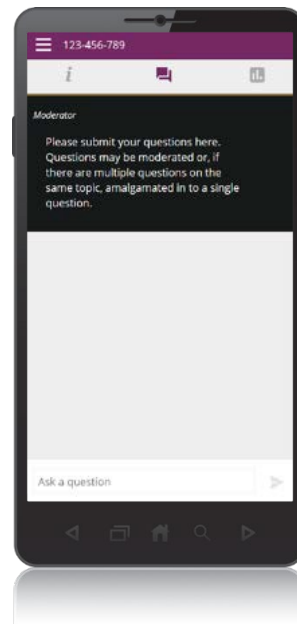 123-456-789
i
Moderator
Please submit your questions here.
Questions may be moderated or, if
there are multiple questions on the
same topic, amalgamated in to a single
question.
Ask a question